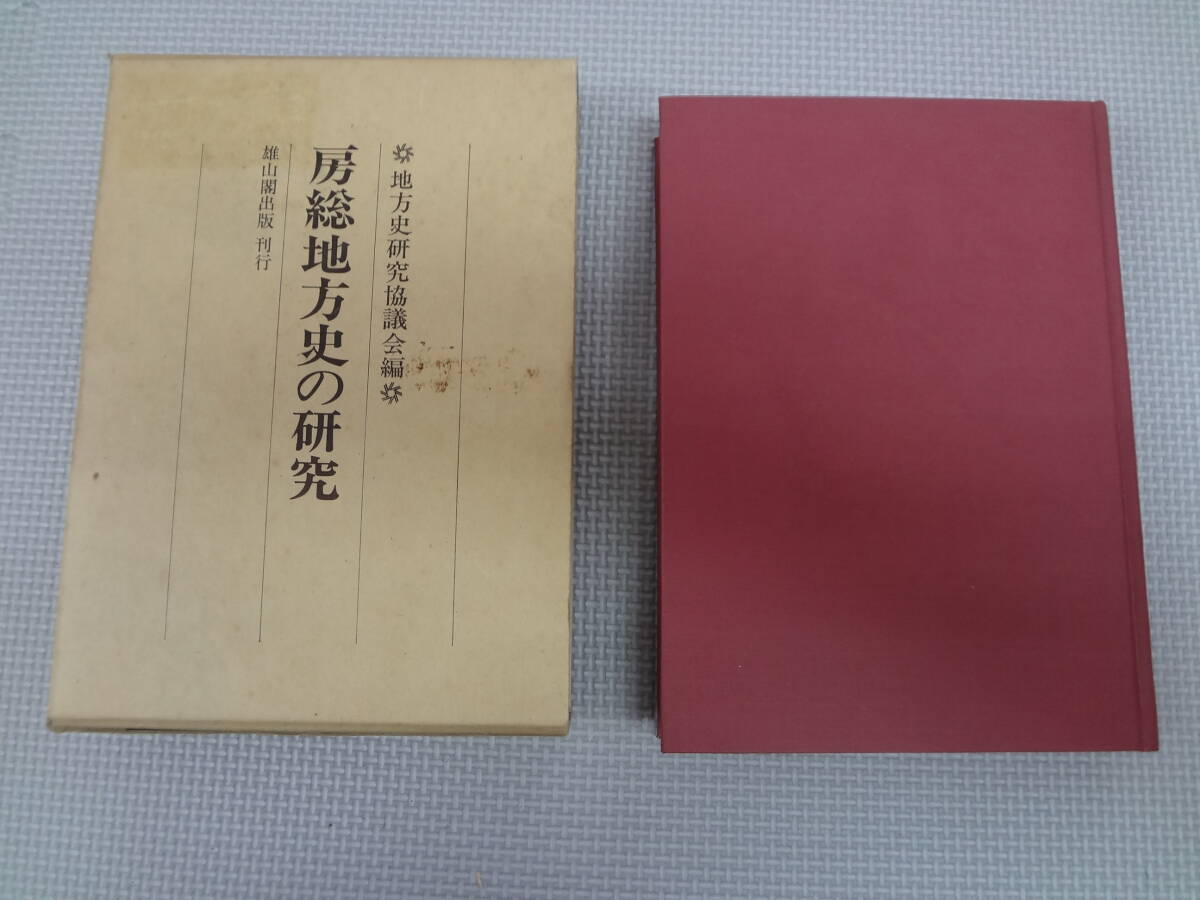 地方史研究協議会編
房総地方史の研究
雄山閣出版 刊行